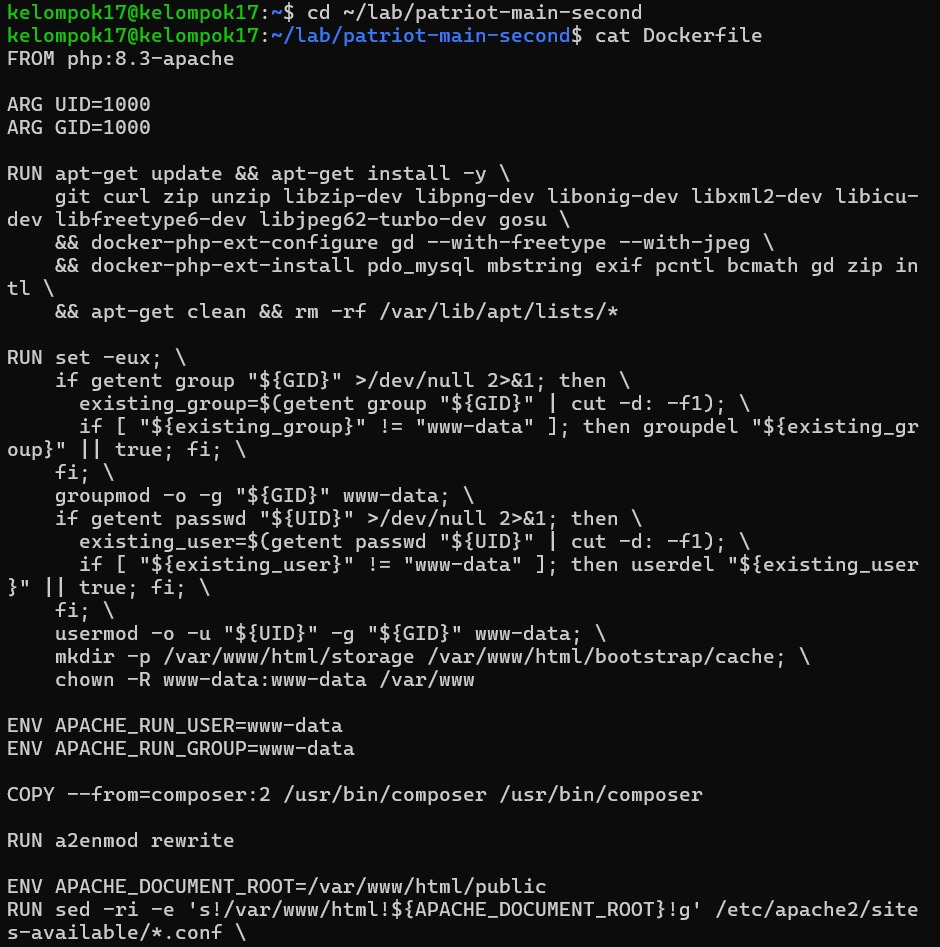 kelompok17@kelompok17:~$ cd ~/lab/patriot-main-second
kelompok17@kelompok17:~/lab/patriot-main-second$ cat Dockerfile
FROM php:8.3-apache

ARG UID=1000
ARG GID=1000

RUN apt-get update && apt-get install -y \
    git curl zip unzip libzip-dev libpng-dev libonig-dev libxml2-dev libicu-
dev libfreetype6-dev libjpeg62-turbo-dev gosu \
    && docker-php-ext-configure gd --with-freetype --with-jpeg \
    && docker-php-ext-install pdo_mysql mbstring exif pcntl bcmath gd zip in
tl \
    && apt-get clean && rm -rf /var/lib/apt/lists/*

RUN set -eux; \
    if getent group "${GID}" >/dev/null 2>&1; then \
      existing_group=$(getent group "${GID}" | cut -d: -f1); \
      if [ "${existing_group}" != "www-data" ]; then groupdel "${existing_gr
oup}" || true; fi; \
    fi; \
    groupmod -o -g "${GID}" www-data; \
    if getent passwd "${UID}" >/dev/null 2>&1; then \
      existing_user=$(getent passwd "${UID}" | cut -d: -f1); \
      if [ "${existing_user}" != "www-data" ]; then userdel "${existing_user
}" || true; fi; \
    fi; \
    usermod -o -u "${UID}" -g "${GID}" www-data; \
    mkdir -p /var/www/html/storage /var/www/html/bootstrap/cache; \
    chown -R www-data:www-data /var/www

ENV APACHE_RUN_USER=www-data
ENV APACHE_RUN_GROUP=www-data

COPY --from=composer:2 /usr/bin/composer /usr/bin/composer

RUN a2enmod rewrite

ENV APACHE_DOCUMENT_ROOT=/var/www/html/public
RUN sed -ri -e 's!/var/www/html!${APACHE_DOCUMENT_ROOT}!g' /etc/apache2/site
s-available/*.conf \